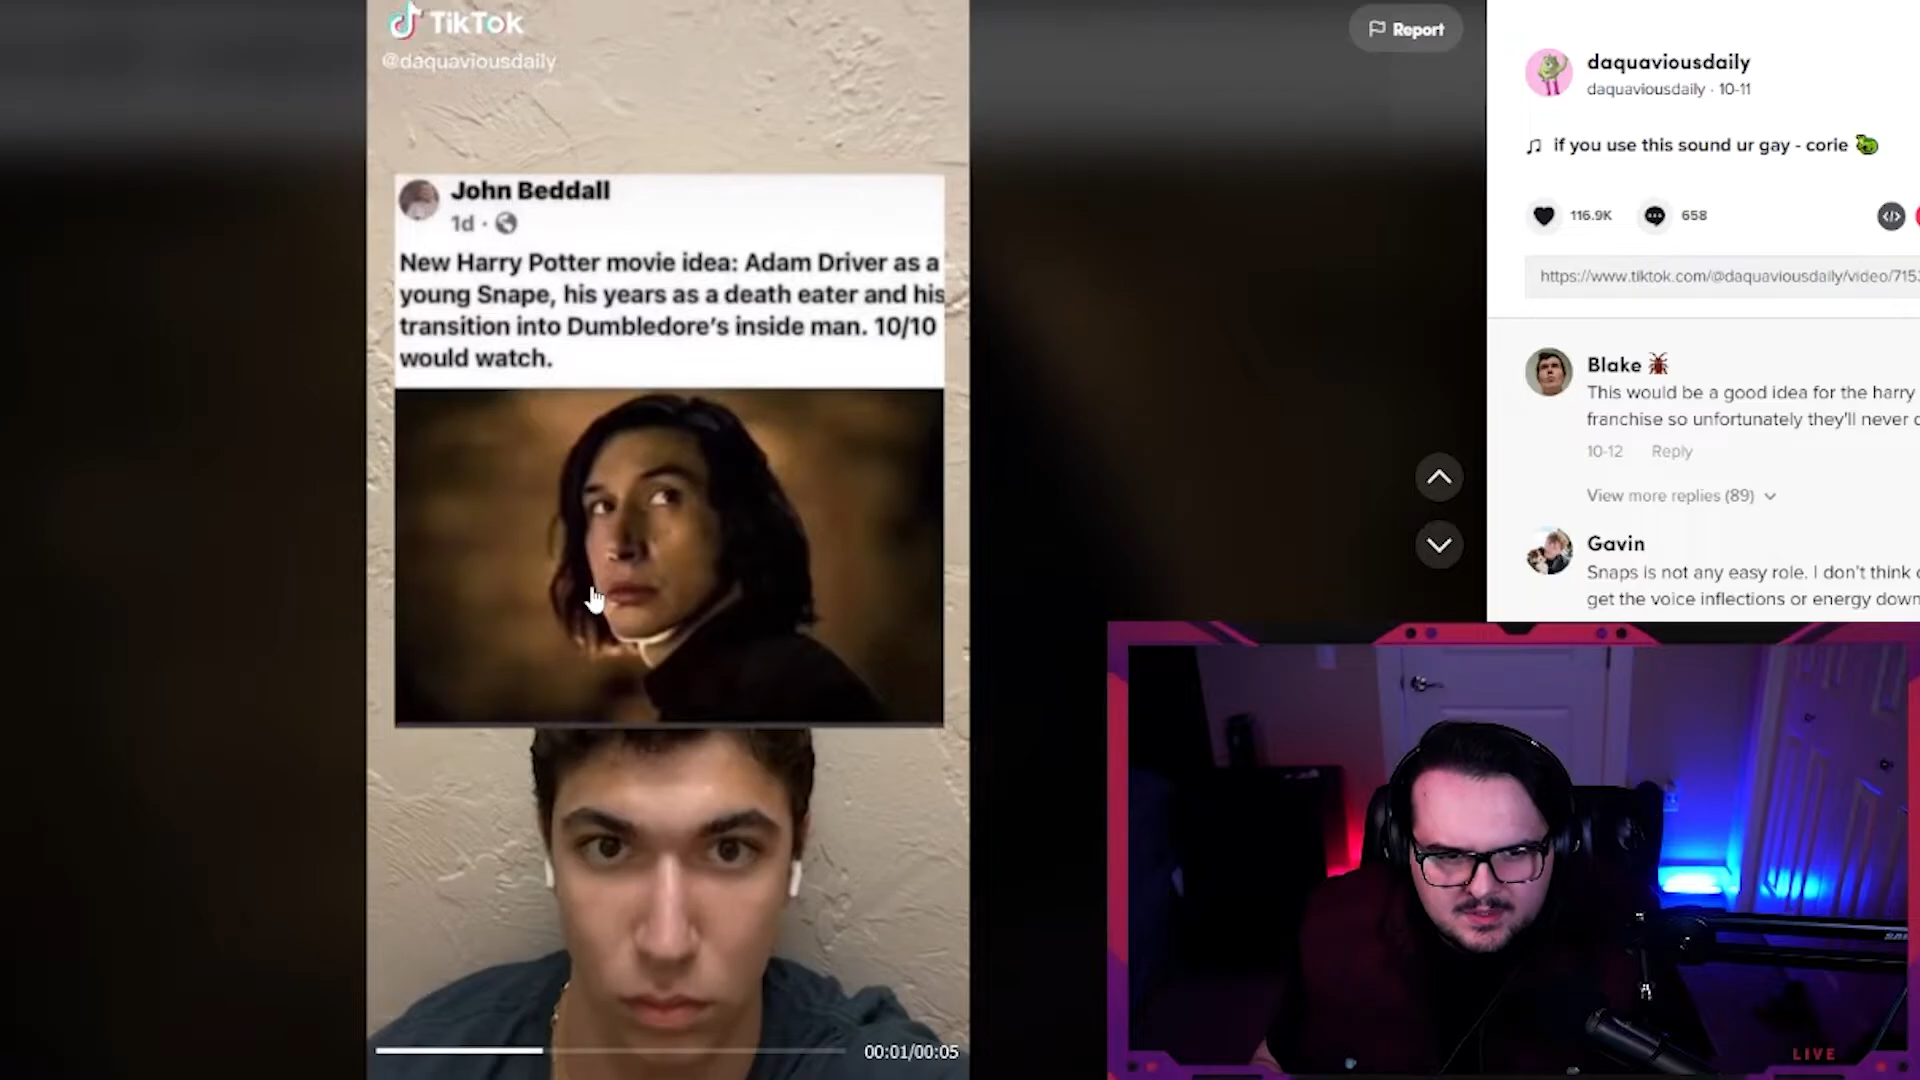 TikTok
@daquaviousdaily
John Beddall
1d ·
New Harry Potter movie idea: Adam Driver as a
young Snape, his years as a death eater and his
transition into Dumbledore's inside man. 10/10
would watch.
00:01/00:05
Report
daquaviousdaily
daquaviousdaily · 10-11
if you use this sound ur gay - corie
116.9K
658
https://www.tiktok.com/@daquaviousdaily/video/715
Blake
This would be a good idea for the harry
franchise so unfortunately they'll never
10-12 Reply
View more replies (89)
Gavin
Snaps is not any easy role. I don't think
get the voice inflections or energy down
LIVE